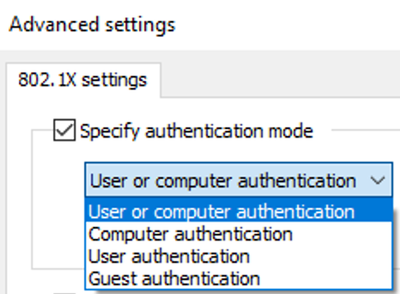 Advanced settings
802.1X settings
Specify authentication mode
User or computer authentication
User or computer authentication
Computer authentication
User authentication
Guest authentication